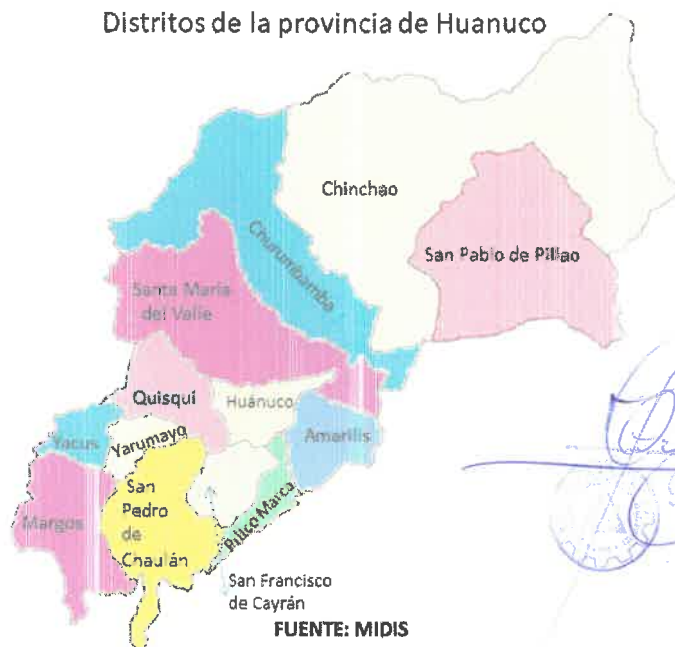 Distritos de la provincia de Huanuco
Chinchao
San Pablo de Pillao
Churumbamba
Santa María
del Valle
Quisqui
Huánuco
Amarilis
Yacus
Yarumayo
San
Pedro
de
Chaulán
Margos
Pillco Marca
San Francisco
de Cayrán
FUENTE: MIDIS